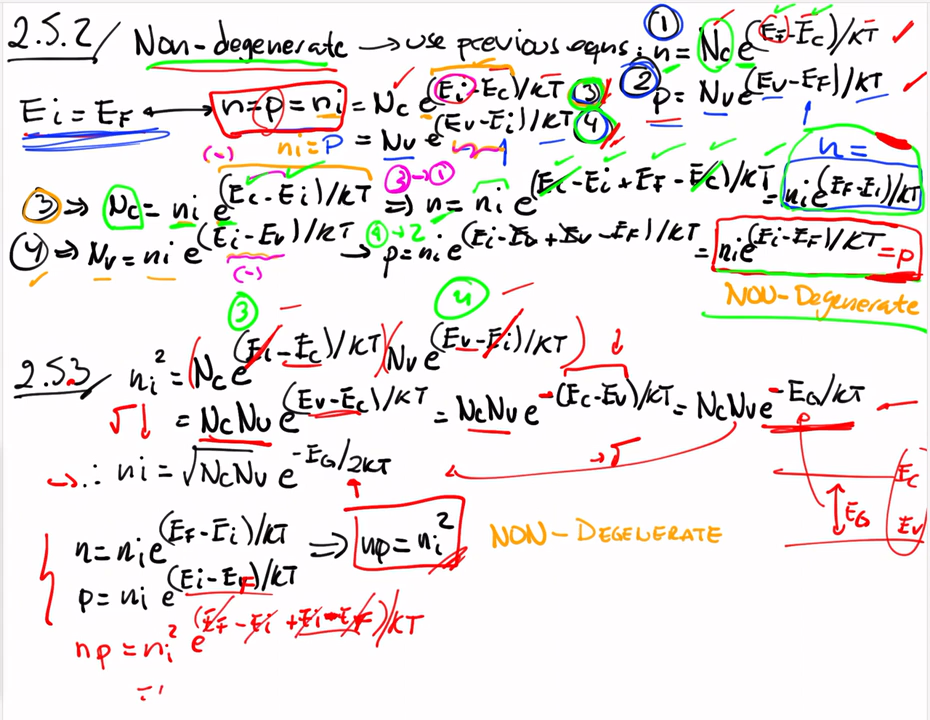 2.5.2/ Non-degenerate → use previous eqns: ① n = Nc e^(EF-Ec)/KT
Ei = EF ↔ n=p=ni = Nc e^(Ei-Ec)/KT ③ ② p = Nv e^(Ev-EF)/KT
ni=P = Nv e^(Ev-Ei)/KT ④ n =
(-) ③→①
③ ⇒ Nc = ni e^(Ec-Ei)/KT ⇒ n = ni e^(Ec-Ei+EF-Ec)/KT = ni e^(EF-Ei)/KT
④ ⇒ Nv = ni e^(Ei-Ev)/KT ④→2 → p = ni e^(Ei-Ev+Ev-EF)/KT = ni e^(Ei-EF)/KT = p
(-) NON-Degenerate
③ ④
2.5.3/ ni² = (Nc e^(Ei-Ec)/KT)(Nv e^(Ev-Ei)/KT)
√↓ = NcNv e^(Ev-Ec)/KT = NcNv e^-(Ec-Ev)/KT = NcNv e^-EG/KT
→ ∴ ni = √NcNv e^-EG/2KT → √ Ec
EG Ev
n = ni e^(EF-Ei)/KT ⇒ np = ni² NON-DEGENERATE
p = ni e^(Ei-EF)/KT
np = ni² e^(EF-Ei+Ei-EF)/KT